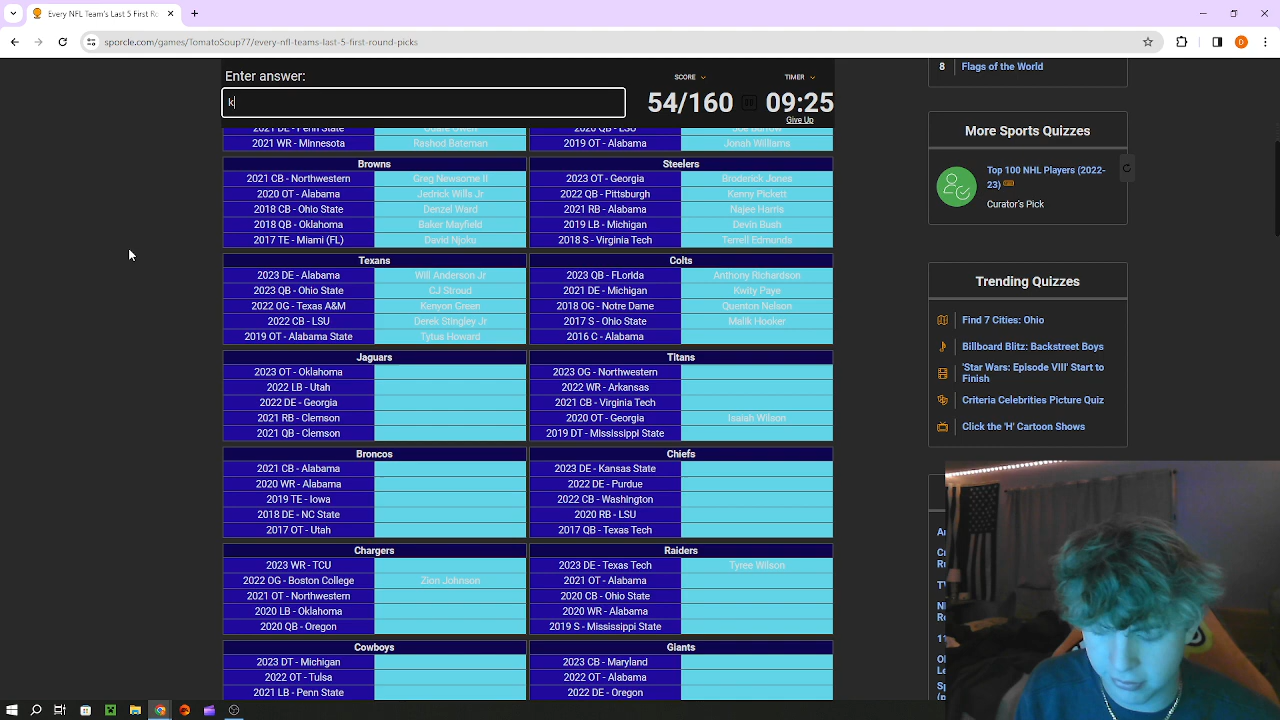 Every NFL Team's Last 5 First Ro
sporcle.com/games/TomatoSoup77/every-nfl-teams-last-5-first-round-picks
Enter answer:
SCORE
TIMER
k
54/160
09:25
Give Up
2021 DE - Penn State Odafe Oweh 2020 QB - LSU Joe Burrow
2021 WR - Minnesota Rashod Bateman 2019 OT - Alabama Jonah Williams
Browns Steelers
2021 CB - Northwestern Greg Newsome II 2023 OT - Georgia Broderick Jones
2020 OT - Alabama Jedrick Wills Jr 2022 QB - Pittsburgh Kenny Pickett
2018 CB - Ohio State Denzel Ward 2021 RB - Alabama Najee Harris
2018 QB - Oklahoma Baker Mayfield 2019 LB - Michigan Devin Bush
2017 TE - Miami (FL) David Njoku 2018 S - Virginia Tech Terrell Edmunds
Texans Colts
2023 DE - Alabama Will Anderson Jr 2023 QB - FLorida Anthony Richardson
2023 QB - Ohio State CJ Stroud 2021 DE - Michigan Kwity Paye
2022 OG - Texas A&M Kenyon Green 2018 OG - Notre Dame Quenton Nelson
2022 CB - LSU Derek Stingley Jr 2017 S - Ohio State Malik Hooker
2019 OT - Alabama State Tytus Howard 2016 C - Alabama
Jaguars Titans
2023 OT - Oklahoma 2023 OG - Northwestern
2022 LB - Utah 2022 WR - Arkansas
2022 DE - Georgia 2021 CB - Virginia Tech
2021 RB - Clemson 2020 OT - Georgia Isaiah Wilson
2021 QB - Clemson 2019 DT - Mississippi State
Broncos Chiefs
2021 CB - Alabama 2023 DE - Kansas State
2020 WR - Alabama 2022 DE - Purdue
2019 TE - Iowa 2022 CB - Washington
2018 DE - NC State 2020 RB - LSU
2017 OT - Utah 2017 QB - Texas Tech
Chargers Raiders
2023 WR - TCU 2023 DE - Texas Tech Tyree Wilson
2022 OG - Boston College Zion Johnson 2021 OT - Alabama
2021 OT - Northwestern 2020 CB - Ohio State
2020 LB - Oklahoma 2020 WR - Alabama
2020 QB - Oregon 2019 S - Mississippi State
Cowboys Giants
2023 DT - Michigan 2023 CB - Maryland
2022 OT - Tulsa 2022 OT - Alabama
2021 LB - Penn State 2022 DE - Oregon
8 Flags of the World
More Sports Quizzes
Top 100 NHL Players (2022-
23)
Curator's Pick
Trending Quizzes
Find 7 Cities: Ohio
Billboard Blitz: Backstreet Boys
'Star Wars: Episode VIII' Start to
Finish
Criteria Celebrities Picture Quiz
Click the 'H' Cartoon Shows